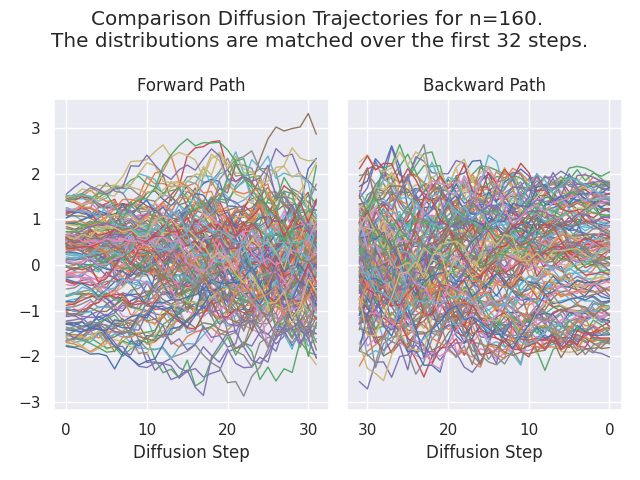 Comparison Diffusion Trajectories for n=160.
The distributions are matched over the first 32 steps.
Forward Path
Backward Path
3
2
1
0
−1
−2
−3
0 10 20 30
30 20 10 0
Diffusion Step
Diffusion Step